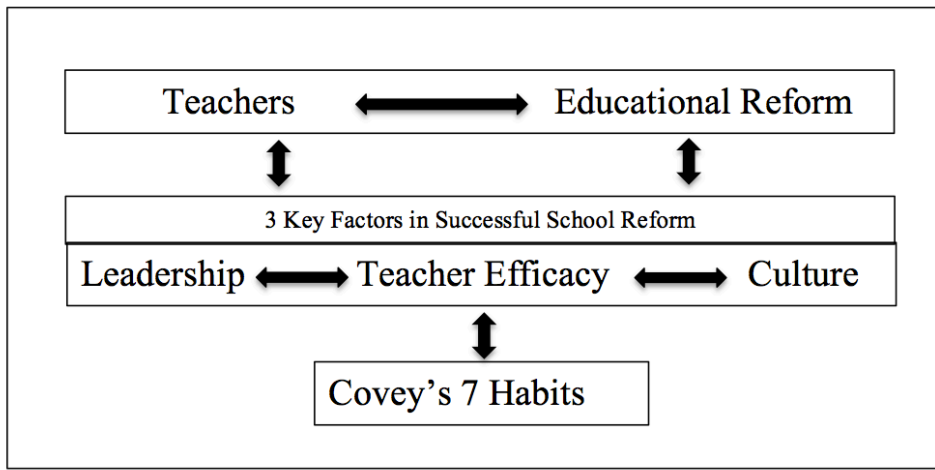 Teachers Educational Reform
3 Key Factors in Successful School Reform
Leadership Teacher Efficacy Culture
Covey's 7 Habits